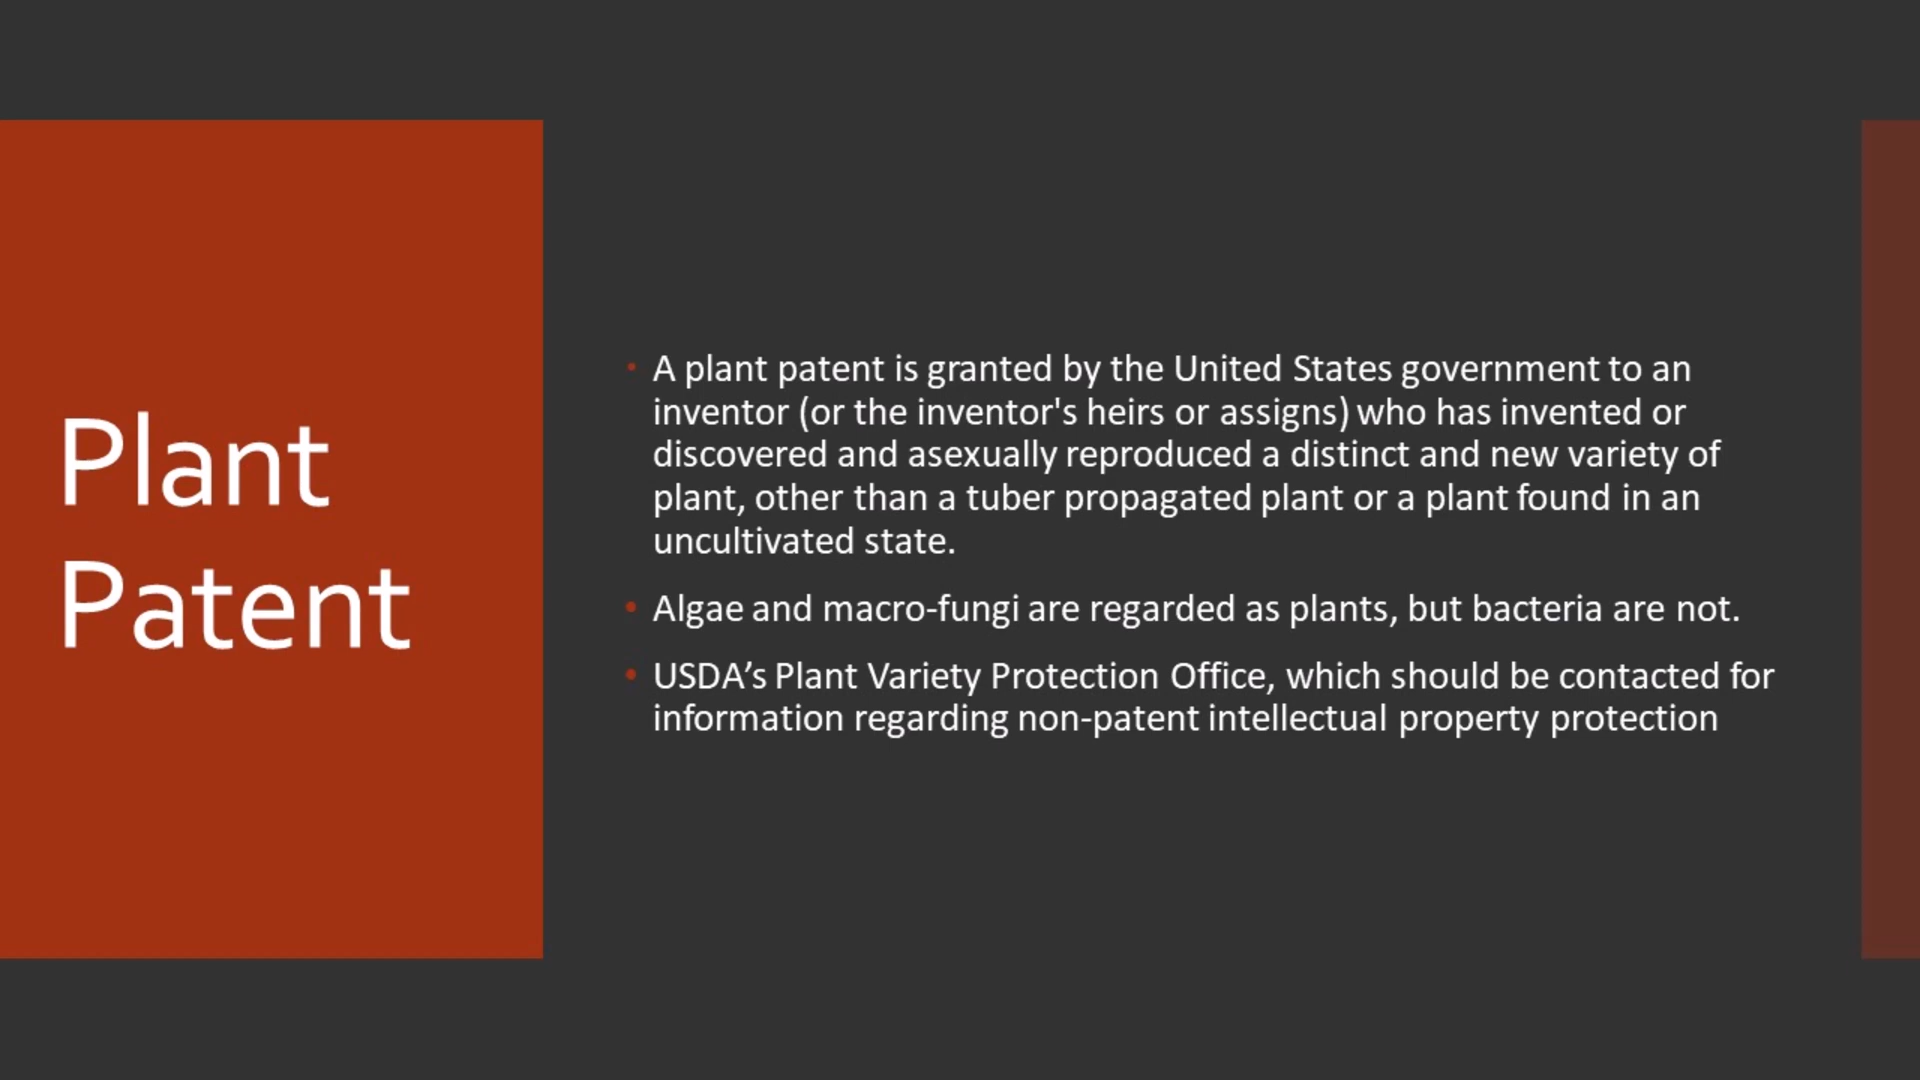 Plant
Patent
• A plant patent is granted by the United States government to an
inventor (or the inventor's heirs or assigns) who has invented or
discovered and asexually reproduced a distinct and new variety of
plant, other than a tuber propagated plant or a plant found in an
uncultivated state.
• Algae and macro-fungi are regarded as plants, but bacteria are not.
• USDA’s Plant Variety Protection Office, which should be contacted for
information regarding non-patent intellectual property protection